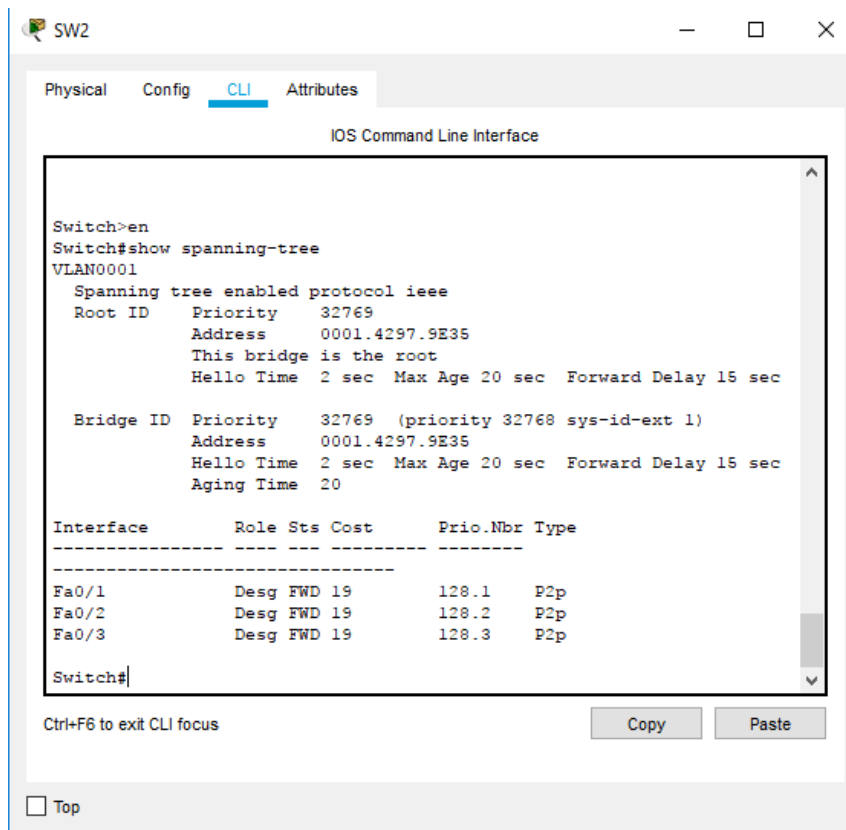 SW2
Physical Config CLI Attributes
IOS Command Line Interface
Switch>en
Switch#show spanning-tree
VLAN0001
  Spanning tree enabled protocol ieee
  Root ID    Priority    32769
             Address     0001.4297.9E35
             This bridge is the root
             Hello Time  2 sec  Max Age 20 sec  Forward Delay 15 sec
  Bridge ID  Priority    32769  (priority 32768 sys-id-ext 1)
             Address     0001.4297.9E35
             Hello Time  2 sec  Max Age 20 sec  Forward Delay 15 sec
             Aging Time  20
Interface        Role Sts Cost      Prio.Nbr Type
---------------- ---- --- --------- --------
--------------------------------
Fa0/1            Desg FWD 19        128.1    P2p
Fa0/2            Desg FWD 19        128.2    P2p
Fa0/3            Desg FWD 19        128.3    P2p
Switch#
Ctrl+F6 to exit CLI focus Copy Paste
Top